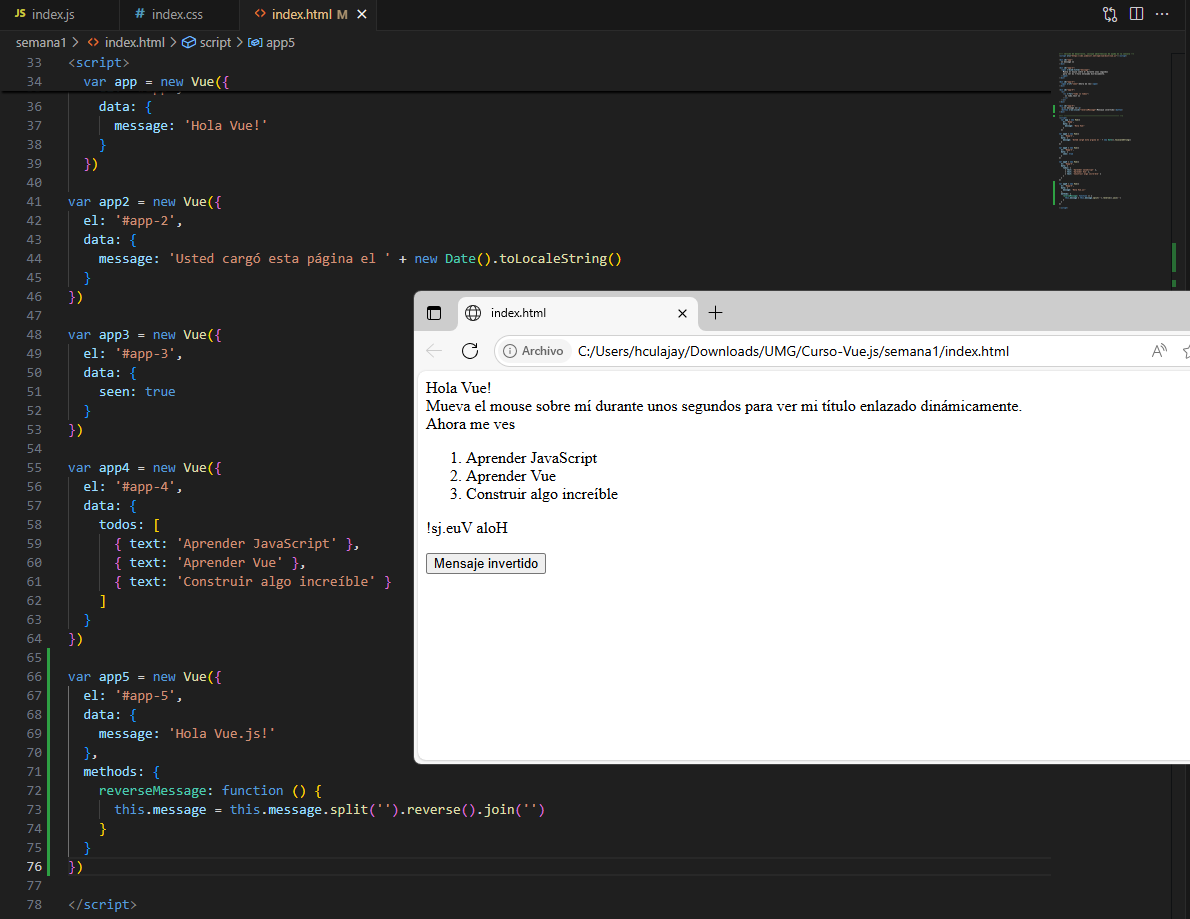 JS index.js
# index.css
<> index.html M
semana1 > <> index.html > script > app5
33 <script>
34 var app = new Vue({
36 data: {
37 message: 'Hola Vue!'
38 }
39 })
40
41 var app2 = new Vue({
42 el: '#app-2',
43 data: {
44 message: 'Usted cargó esta página el ' + new Date().toLocaleString()
45 }
46 })
47
48 var app3 = new Vue({
49 el: '#app-3',
50 data: {
51 seen: true
52 }
53 })
54
55 var app4 = new Vue({
56 el: '#app-4',
57 data: {
58 todos: [
59 { text: 'Aprender JavaScript' },
60 { text: 'Aprender Vue' },
61 { text: 'Construir algo increíble' }
62 ]
63 }
64 })
65
66 var app5 = new Vue({
67 el: '#app-5',
68 data: {
69 message: 'Hola Vue.js!'
70 },
71 methods: {
72 reverseMessage: function () {
73 this.message = this.message.split('').reverse().join('')
74 }
75 }
76 })
77
78 </script>
index.html
Archivo C:/Users/hculajay/Downloads/UMG/Curso-Vue.js/semana1/index.html
Hola Vue!
Mueva el mouse sobre mí durante unos segundos para ver mi título enlazado dinámicamente.
Ahora me ves
1. Aprender JavaScript
2. Aprender Vue
3. Construir algo increíble
!sj.euV aloH
Mensaje invertido